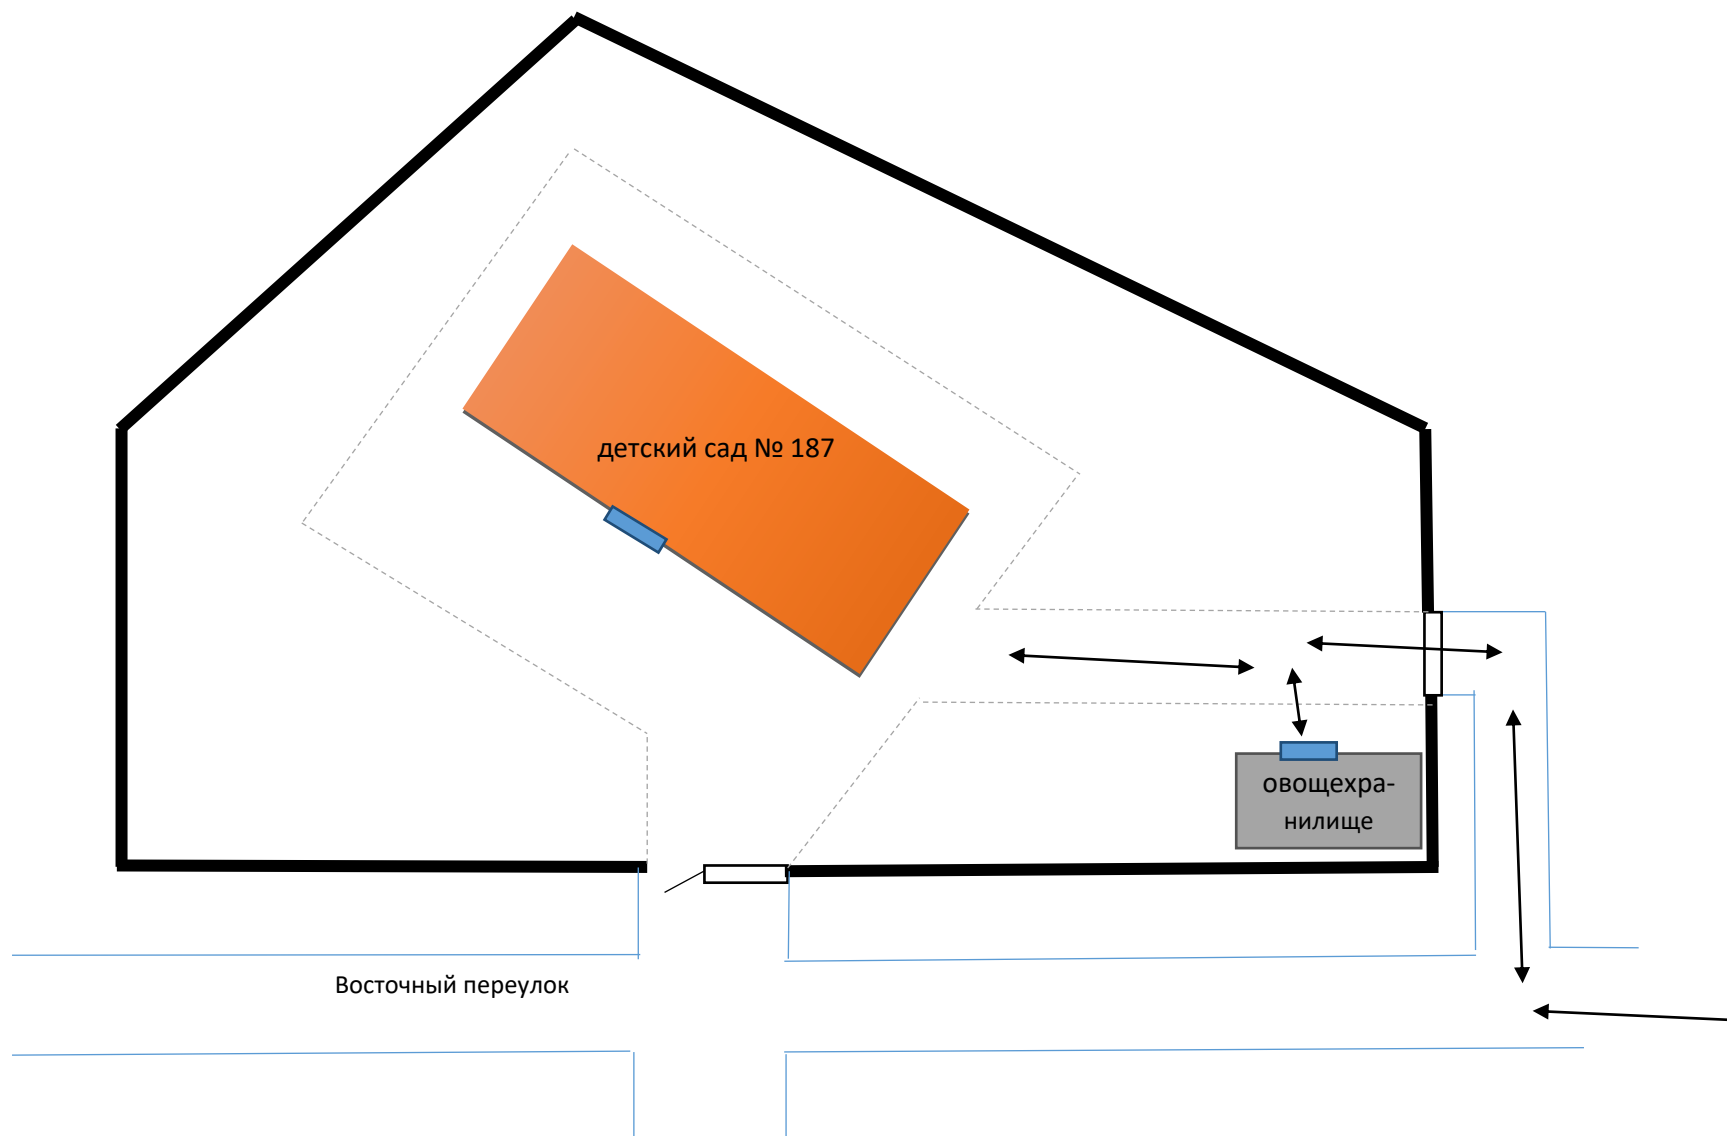 детский сад № 187
овощехра-
нилище
Восточный переулок